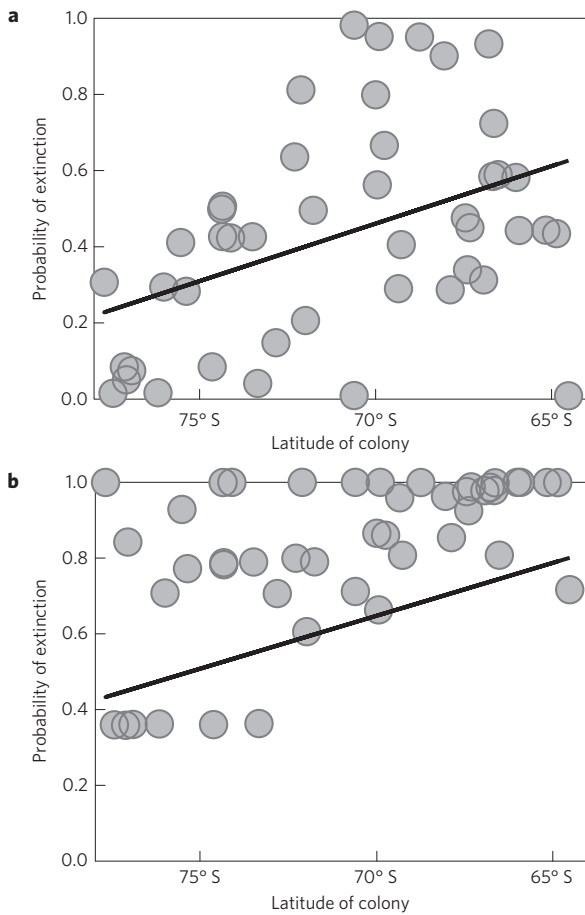 a
1.0
0.8
0.6
0.4
0.2
0.0
Probability of extinction
75° S
70° S
65° S
Latitude of colony
b
1.0
0.8
0.6
0.4
0.2
0.0
Probability of extinction
75° S
70° S
65° S
Latitude of colony